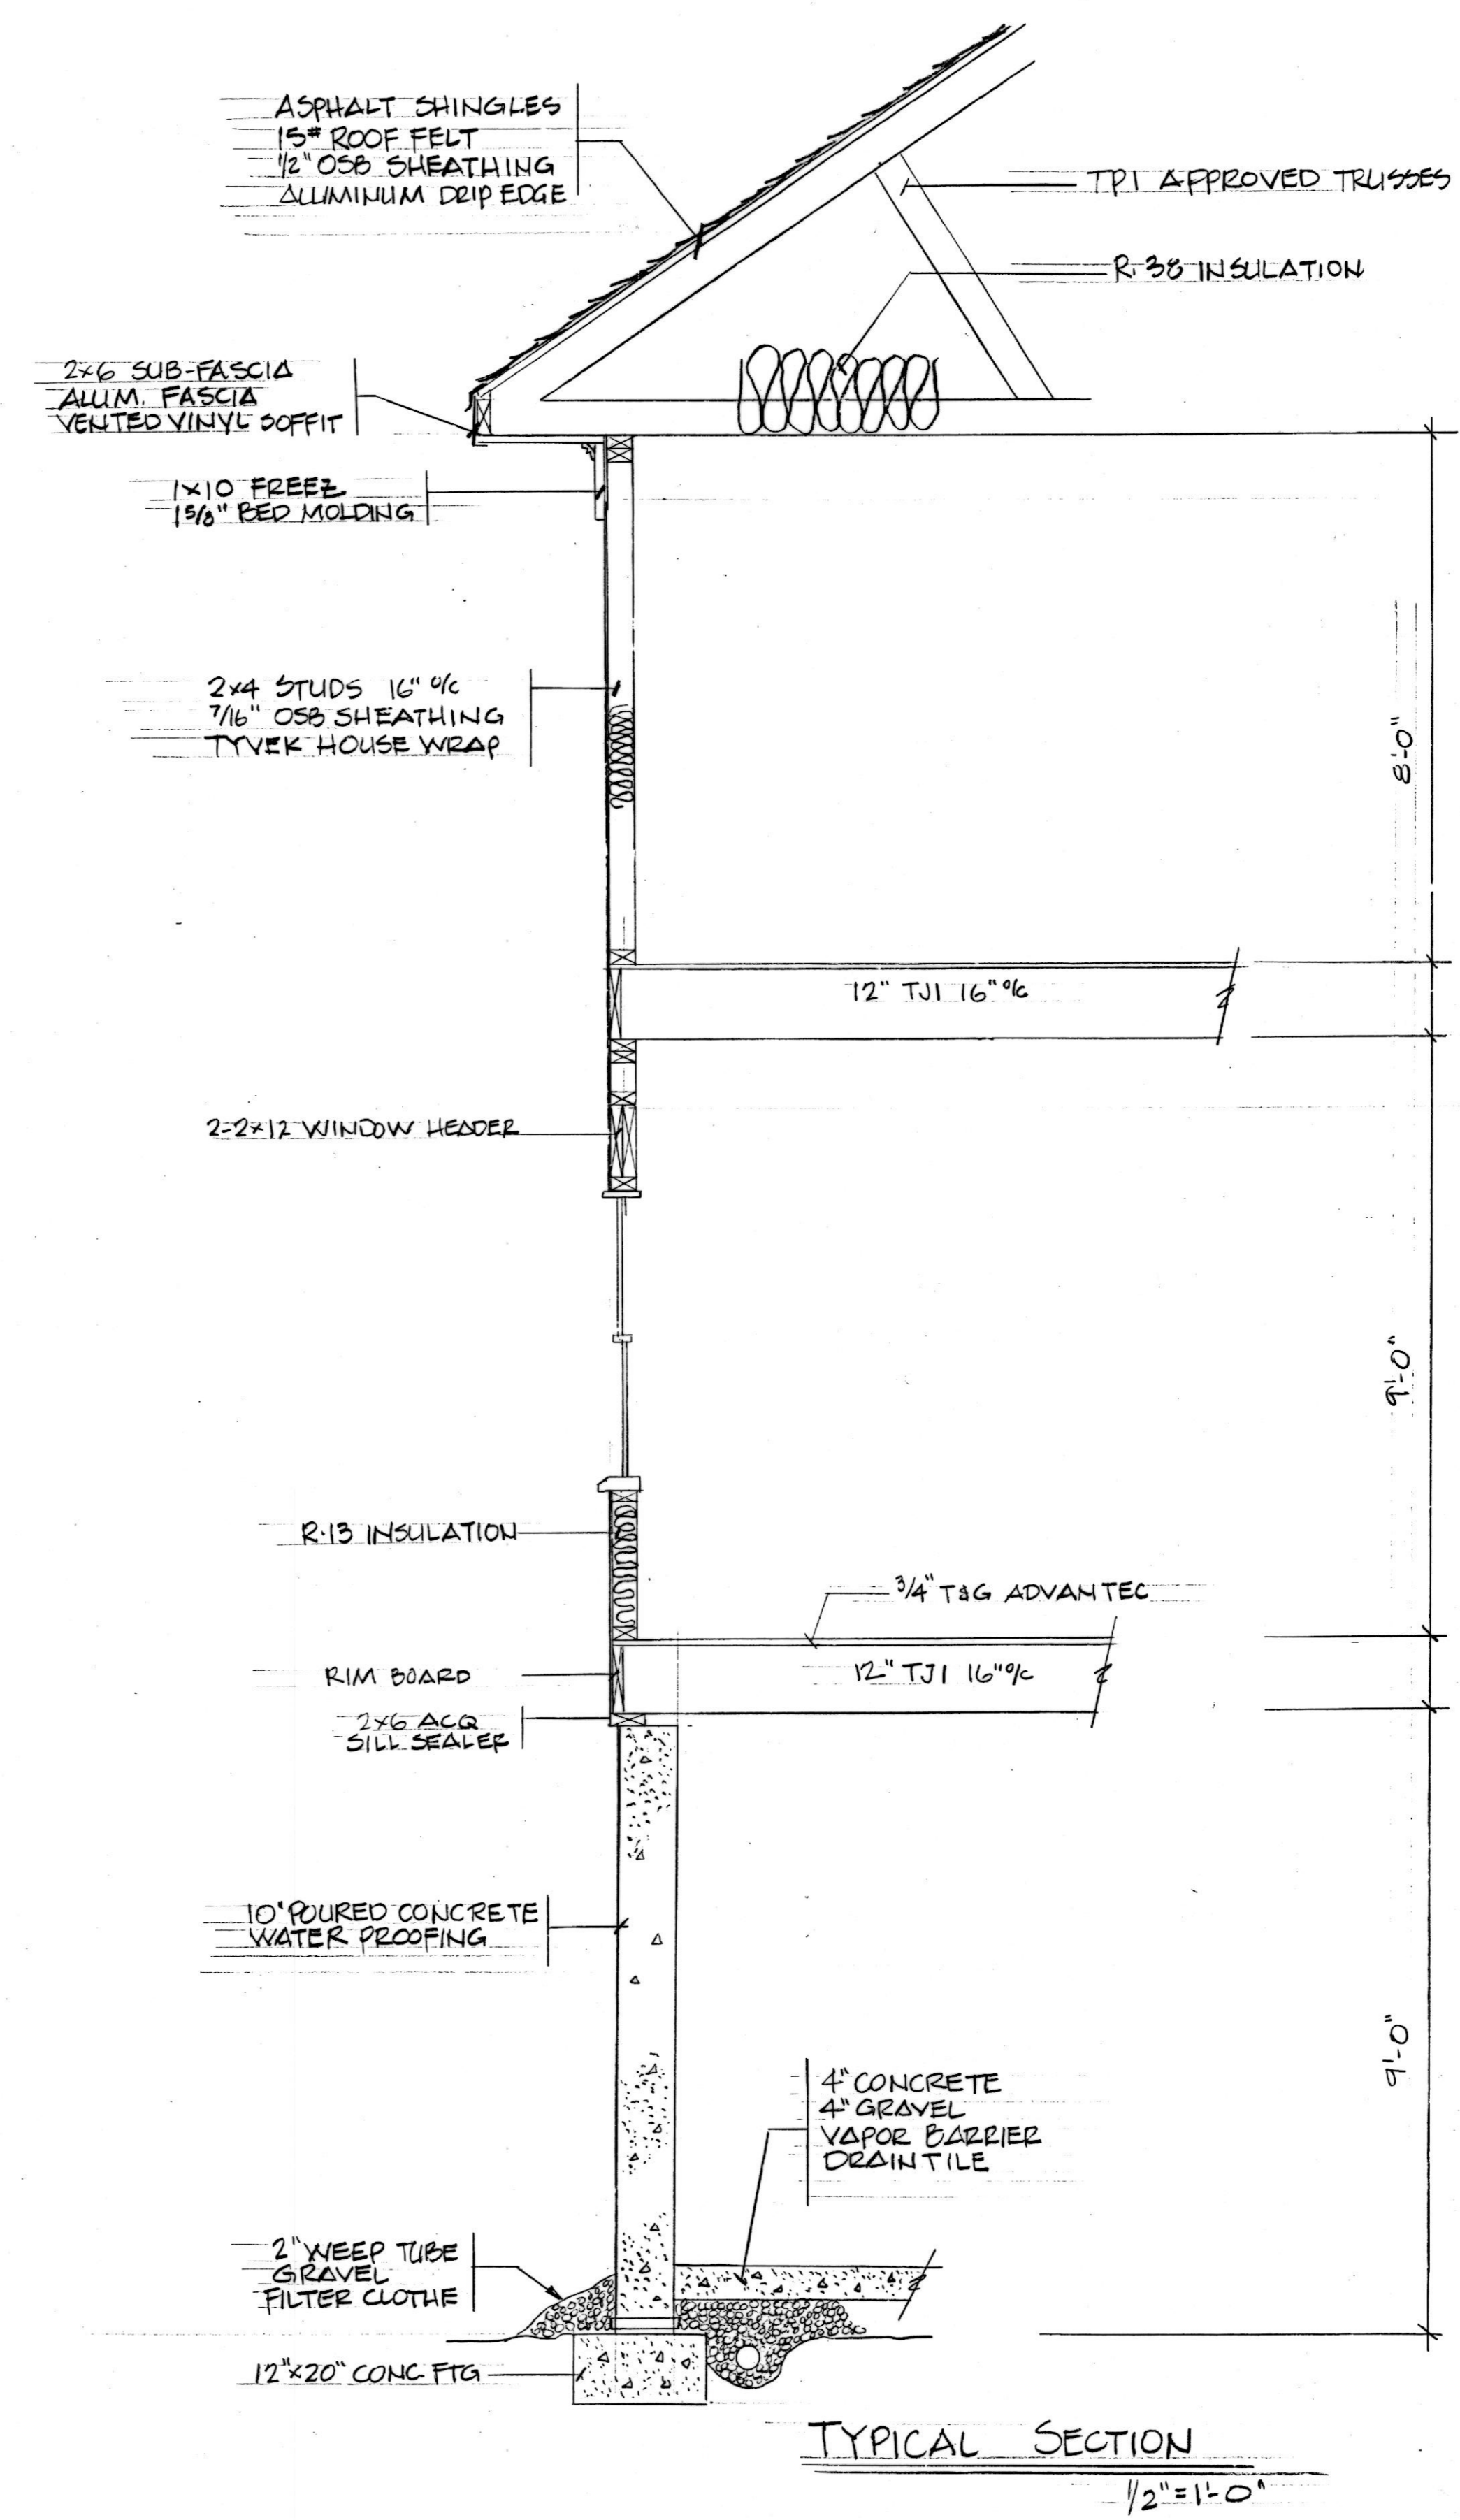 ASPHALT SHINGLES
15# ROOF FELT
1/2" OSB SHEATHING
ALUMINUM DRIP EDGE
TPI APPROVED TRUSSES
R-38 INSULATION
2x6 SUB-FASCIA
ALUM. FASCIA
VENTED VINYL SOFFIT
1x10 FREEZ
1 5/8" BED MOLDING
2x4 STUDS 16" o/c
7/16" OSB SHEATHING
TYVEK HOUSE WRAP
8'-0"
12" TJI 16" o/c
2-2x12 WINDOW HEADER
9'-0"
R-13 INSULATION
3/4" T&G ADVANTEC
RIM BOARD
12" TJI 16" o/c
2x6 ACQ
SILL SEALER
10" POURED CONCRETE
WATER PROOFING
9'-0"
4" CONCRETE
4" GRAVEL
VAPOR BARRIER
DRAIN TILE
2" WEEP TUBE
GRAVEL
FILTER CLOTHE
12"x20" CONC FTG
TYPICAL SECTION
1/2"=1'-0"